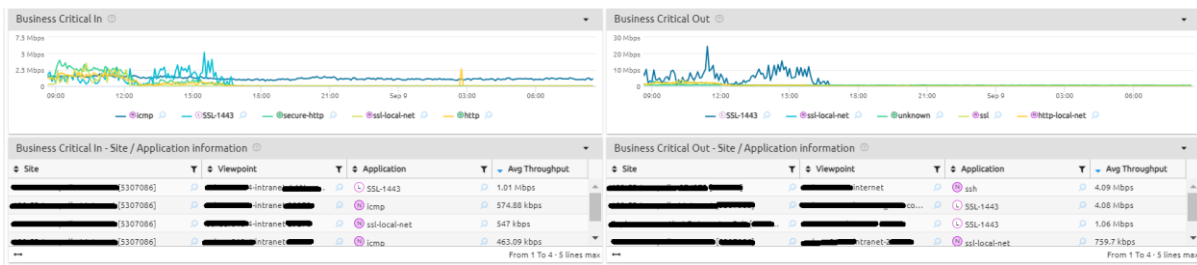 Business Critical In
7.5 Mbps
5 Mbps
2.5 Mbps
0
09:00 12:00 15:00 18:00 21:00 Sep 9 03:00 06:00
icmp SSL-1443 secure-http ssl-local-net http
Business Critical Out
30 Mbps
20 Mbps
10 Mbps
0
09:00 12:00 15:00 18:00 21:00 Sep 9 03:00 06:00
SSL-1443 ssl-local-net unknown ssl http-local-net
Business Critical In - Site / Application information
Site Viewpoint Application Avg Throughput
[5307086] 4-intranet ... L SSL-1443 1.01 Mbps
[5307086] N icmp 574.88 kbps
[5307086] N ssl-local-net 547 kbps
[5307086] intranet N icmp 463.09 kbps
From 1 To 4 - 5 lines max
Business Critical Out - Site / Application information
Site Viewpoint Application Avg Throughput
internet N ssh 4.09 Mbps
co... L SSL-1443 4.08 Mbps
L SSL-1443 1.06 Mbps
N ssl-local-net 759.7 kbps
From 1 To 4 - 5 lines max